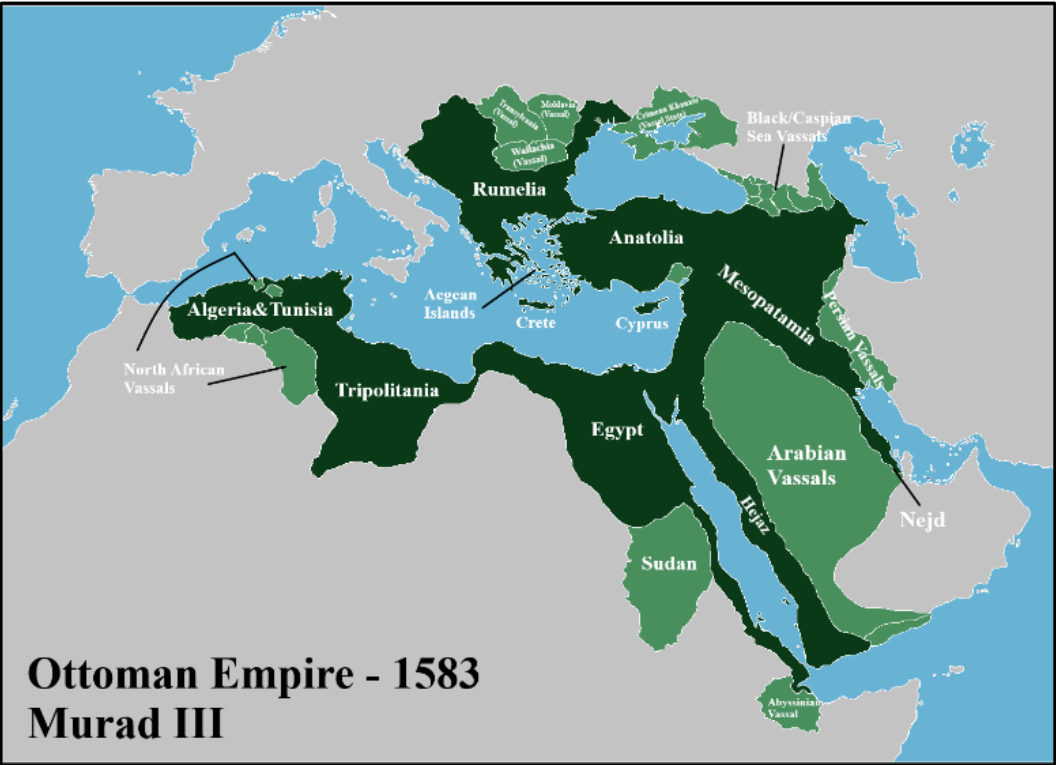 Transylvania
(Vassal)
Moldavia
(Vassal)
Crimean Khanate
(Vassal State)
Black/Caspian
Sea Vassals
Wallachia
(Vassal)
Rumelia
Anatolia
Mesopatamia
Algeria&Tunisia
Aegean
Islands
Crete
Cyprus
Persian Vassals
North African
Vassals
Tripolitania
Egypt
Arabian
Vassals
Hejaz
Nejd
Sudan
Abyssinian
Vassal
Ottoman Empire - 1583
Murad III